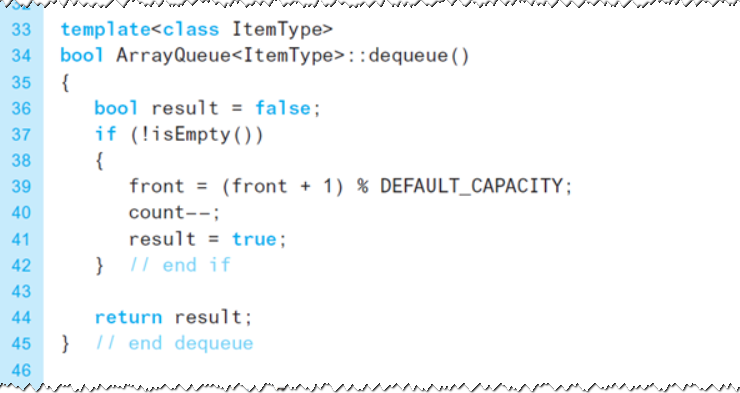 33 template<class ItemType>
34 bool ArrayQueue<ItemType>::dequeue()
35 {
36 bool result = false;
37 if (!isEmpty())
38 {
39 front = (front + 1) % DEFAULT_CAPACITY;
40 count--;
41 result = true;
42 } // end if
43
44 return result;
45 } // end dequeue
46